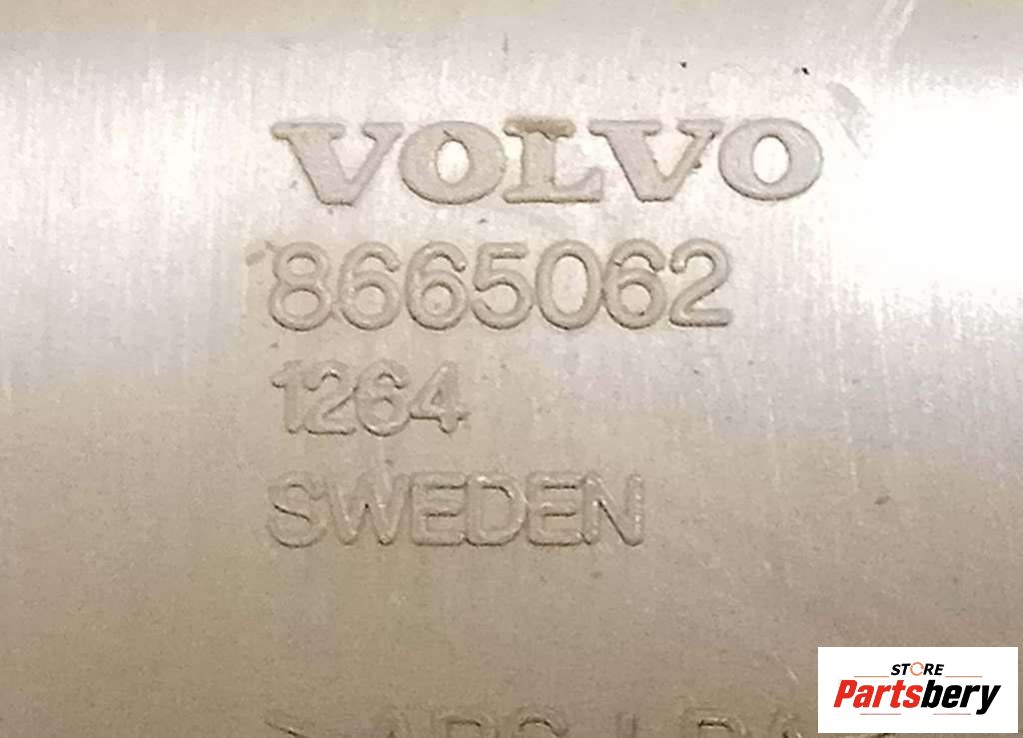 VOLVO
8665062
1264
SWEDEN
STORE
Partsbery